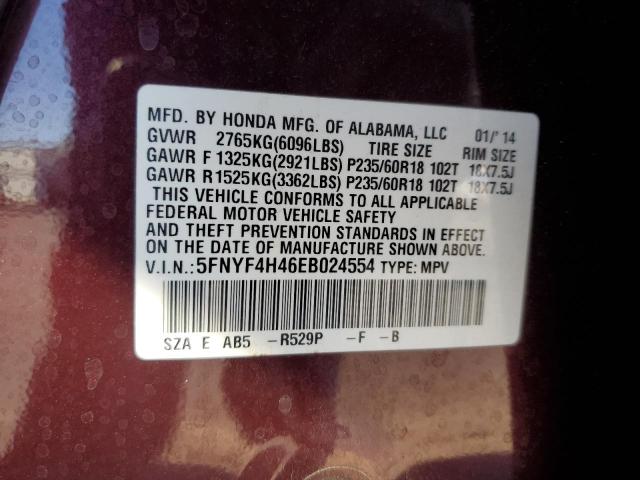 MFD. BY HONDA MFG. OF ALABAMA, LLC 01/'14
GVWR 2765KG(6096LBS) TIRE SIZE RIM SIZE
GAWR F 1325KG(2921LBS) P235/60R18 102T 18X7.5J
GAWR R 1525KG(3362LBS) P235/60R18 102T 18X7.5J
THIS VEHICLE CONFORMS TO ALL APPLICABLE
FEDERAL MOTOR VEHICLE SAFETY
AND THEFT PREVENTION STANDARDS IN EFFECT
ON THE DATE OF MANUFACTURE SHOWN ABOVE.
V.I.N.:5FNYF4H46EB024554 TYPE: MPV
SZA E AB5 -R529P -F -B